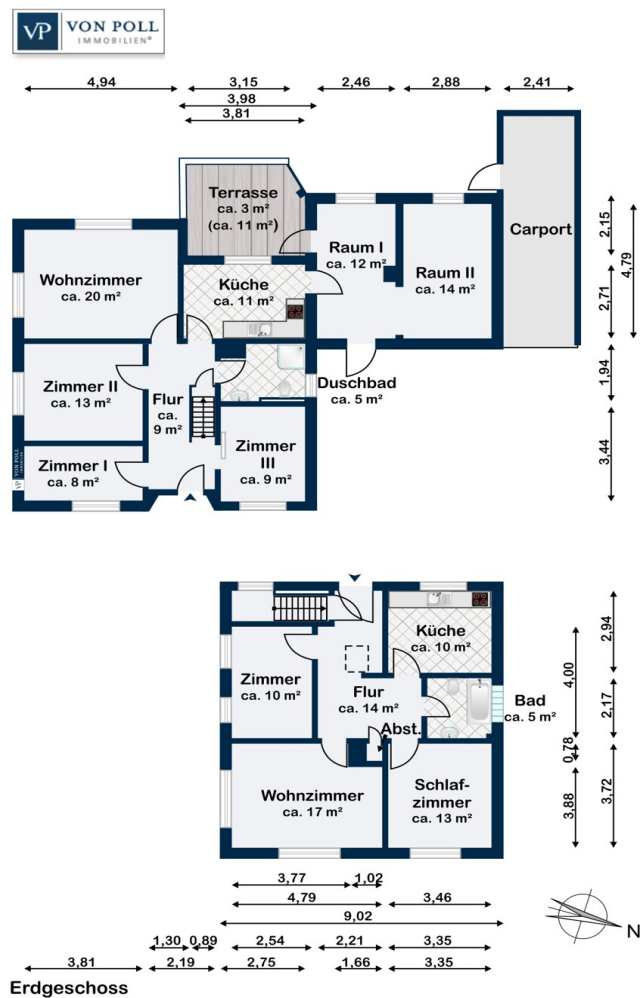 VP VON POLL
IMMOBILIEN®
4,94
3,15
2,46
2,88
2,41
3,98
3,81
Terrasse
ca. 3 m²
(ca. 11 m²)
2,15
4,79
Carport
Raum I
ca. 12 m²
Wohnzimmer
ca. 20 m²
Küche
ca. 11 m²
Raum II
ca. 14 m²
2,71
1,94
Zimmer II
ca. 13 m²
Flur
ca.
9 m²
Duschbad
ca. 5 m²
3,44
Zimmer
III
ca. 9 m²
Zimmer I
ca. 8 m²
VON POLL
IMMOBILIEN
VP
Küche
ca. 10 m²
2,94
4,00
Zimmer
ca. 10 m²
Flur
ca. 14 m²
Bad
ca. 5 m²
2,17
Abst.
0,78
Wohnzimmer
ca. 17 m²
Schlaf-
zimmer
ca. 13 m²
3,88
3,72
3,77
1,02
4,79
3,46
9,02
N
1,30
0,89
2,54
2,21
3,35
3,81
2,19
2,75
1,66
3,35
Erdgeschoss